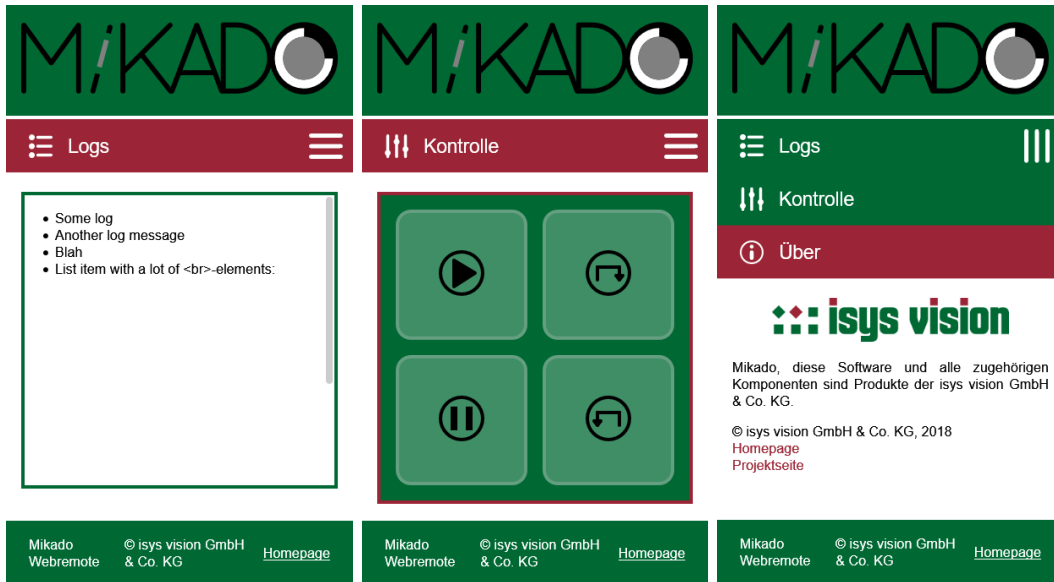 MiKADO
Logs
Some log
Another log message
Blah
List item with a lot of <br>-elements:
Mikado
Webremote
© isys vision GmbH
& Co. KG
Homepage
MiKADO
Kontrolle
Mikado
Webremote
© isys vision GmbH
& Co. KG
Homepage
MiKADO
Logs
Kontrolle
Über
isys vision
Mikado, diese Software und alle zugehörigen
Komponenten sind Produkte der isys vision GmbH
& Co. KG.
© isys vision GmbH & Co. KG, 2018
Homepage
Projektseite
Mikado
Webremote
© isys vision GmbH
& Co. KG
Homepage